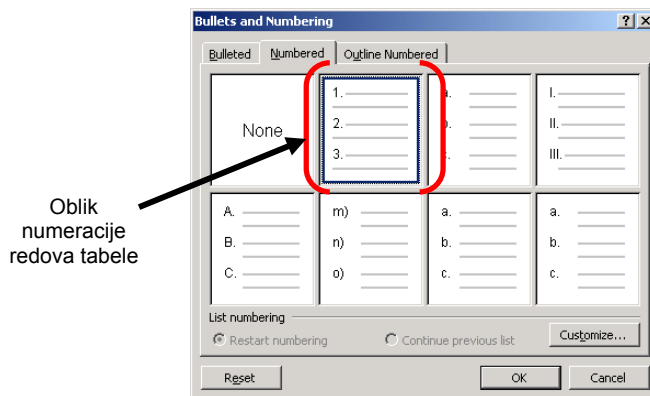 Bullets and Numbering
Bulleted Numbered Outline Numbered
None
1.
2.
3.
a.
b.
c.
I.
II.
III.
A.
B.
C.
m)
n)
o)
a.
b.
c.
a.
b.
c.
Oblik
numeracije
redova tabele
List numbering
Restart numbering Continue previous list Customize...
Reset OK Cancel